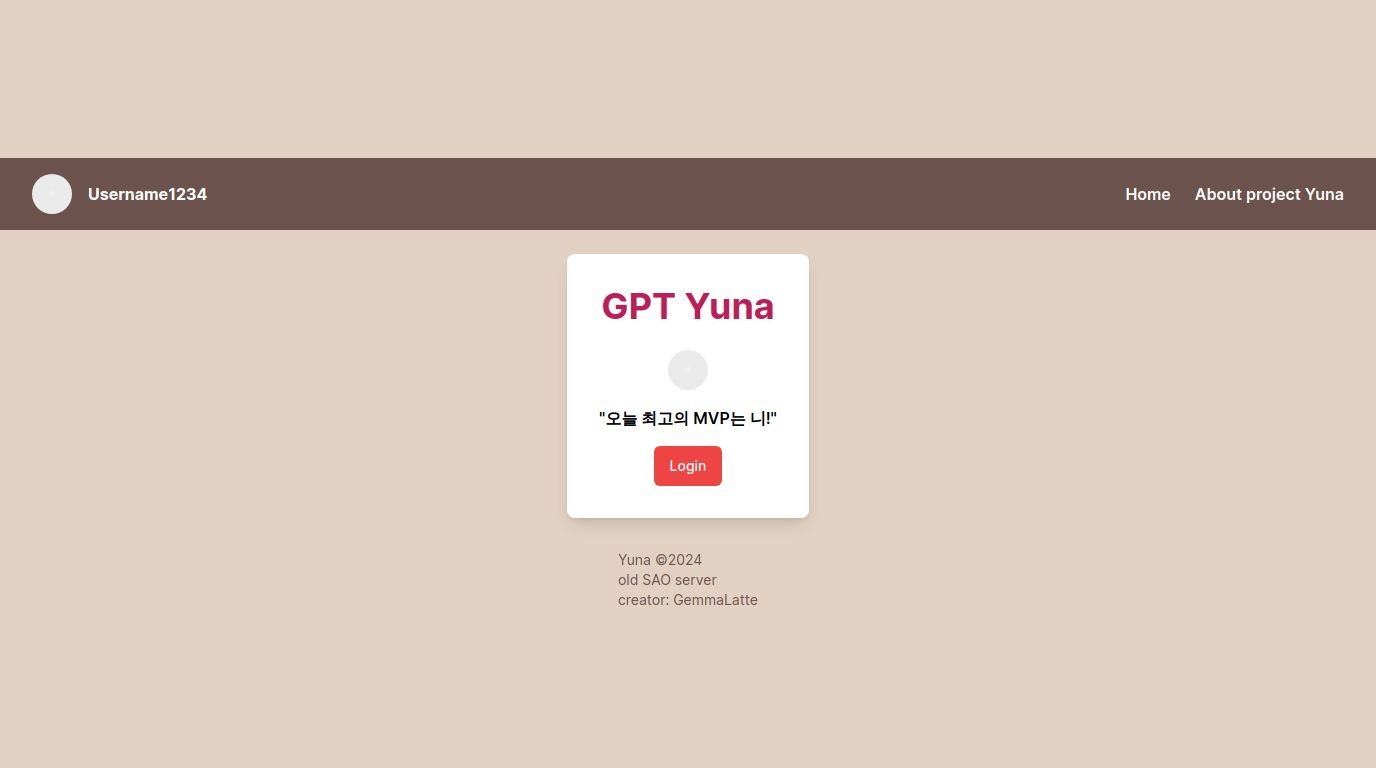 Username1234
Home
About project Yuna
GPT Yuna
"오늘 최고의 MVP는 니!"
Login
Yuna ©2024
old SAO server
creator: GemmaLatte